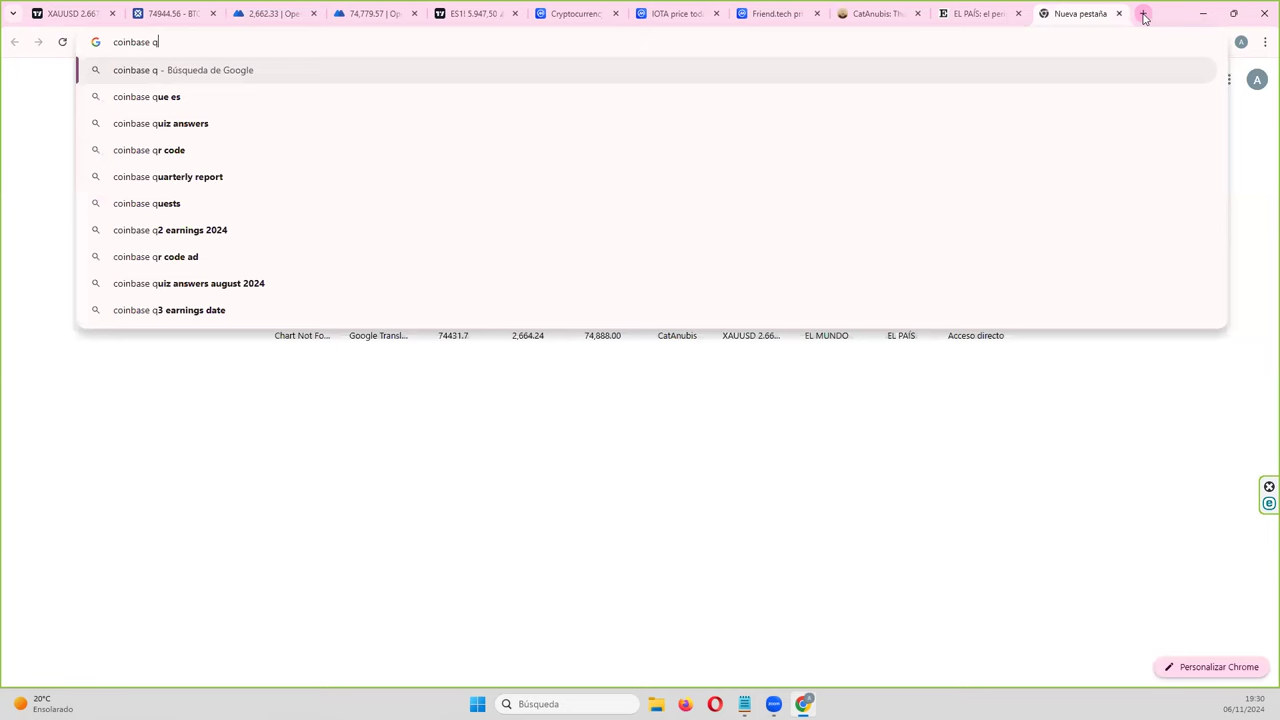 XAUUSD 2.661
74944.56 - BTC
2,662.33 | Ope
74,779.57 | Op
ES1! 5.947,50
Cryptocurrenc
IOTA price tod
Friend.tech pri
CatAnubis: Th
EL PAÍS: el per
Nueva pestaña
coinbase q
A
coinbase q - Búsqueda de Google
coinbase que es
coinbase quiz answers
coinbase qr code
coinbase quarterly report
coinbase quests
coinbase q2 earnings 2024
coinbase qr code ad
coinbase quiz answers august 2024
coinbase q3 earnings date
A
Chart Not Fo...
Google Transl...
74431.7
2,664.24
74,888.00
CatAnubis
XAUUSD 2.66...
EL MUNDO
EL PAÍS
Acceso directo
Personalizar Chrome
20°C
Ensolarado
Búsqueda
zoom
19:30
06/11/2024